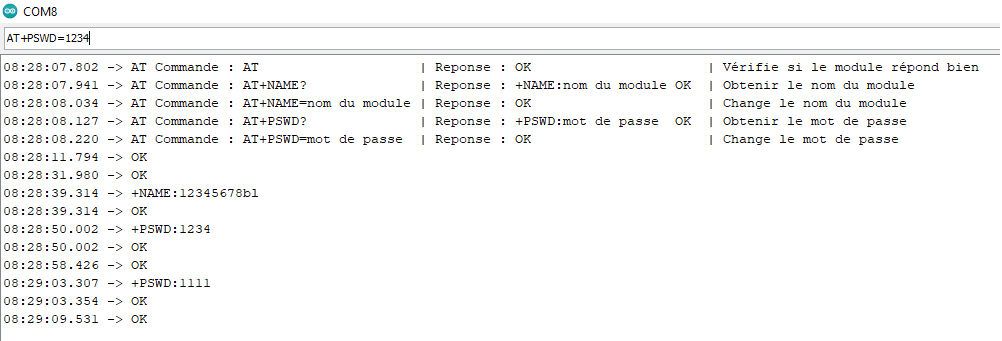 COM8
AT+PSWD=1234
08:28:07.802 -> AT Commande : AT | Reponse : OK | Vérifie si le module répond bien
08:28:07.941 -> AT Commande : AT+NAME? | Reponse : +NAME:nom du module OK | Obtenir le nom du module
08:28:08.034 -> AT Commande : AT+NAME=nom du module | Reponse : OK | Change le nom du module
08:28:08.127 -> AT Commande : AT+PSWD? | Reponse : +PSWD:mot de passe OK | Obtenir le mot de passe
08:28:08.220 -> AT Commande : AT+PSWD=mot de passe | Reponse : OK | Change le mot de passe
08:28:11.794 -> OK
08:28:31.980 -> OK
08:28:39.314 -> +NAME:12345678bl
08:28:39.314 -> OK
08:28:50.002 -> +PSWD:1234
08:28:50.002 -> OK
08:28:58.426 -> OK
08:29:03.307 -> +PSWD:1111
08:29:03.354 -> OK
08:29:09.531 -> OK